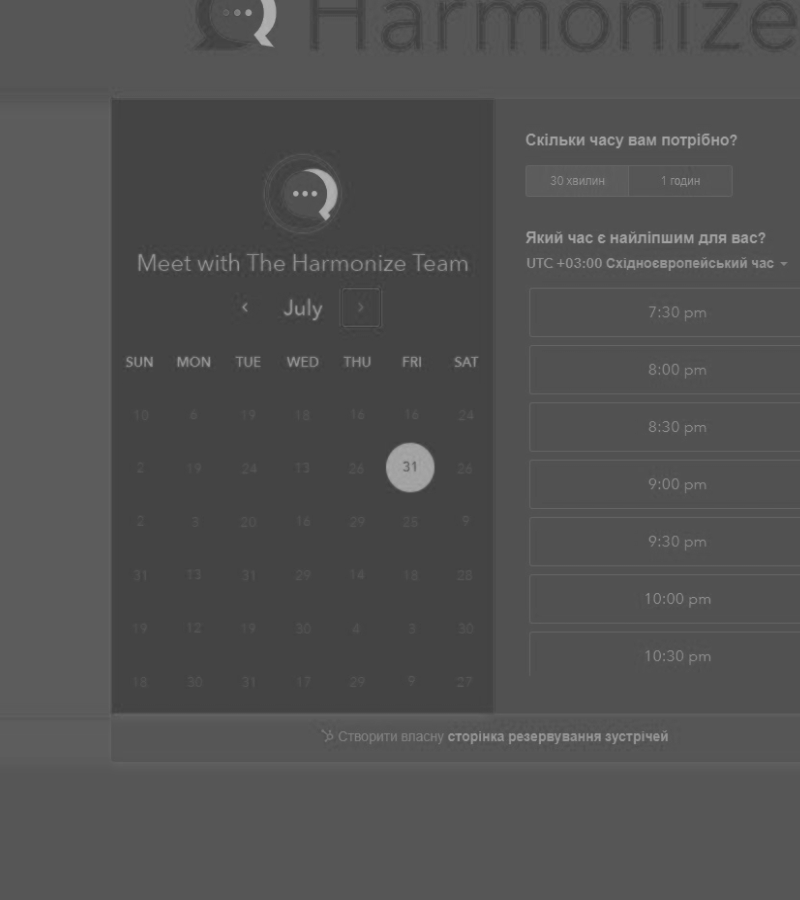 Harmonize
Meet with The Harmonize Team
July
SUN MON TUE WED THU FRI SAT
10 6 19 18 16 16 24
2 19 24 13 26 31 26
2 3 20 16 29 28 9
31 13 31 29 14 18 28
19 12 19 30 4 3 30
18 30 31 17 29 9 27
Скільки часу вам потрібно?
30 хвилин 1 годин
Який час є найліпшим для вас?
UTC +03:00 Східноєвропейський час
7:30 pm
8:00 pm
8:30 pm
9:00 pm
9:30 pm
10:00 pm
10:30 pm
Створити власну сторінка резервування зустрічей